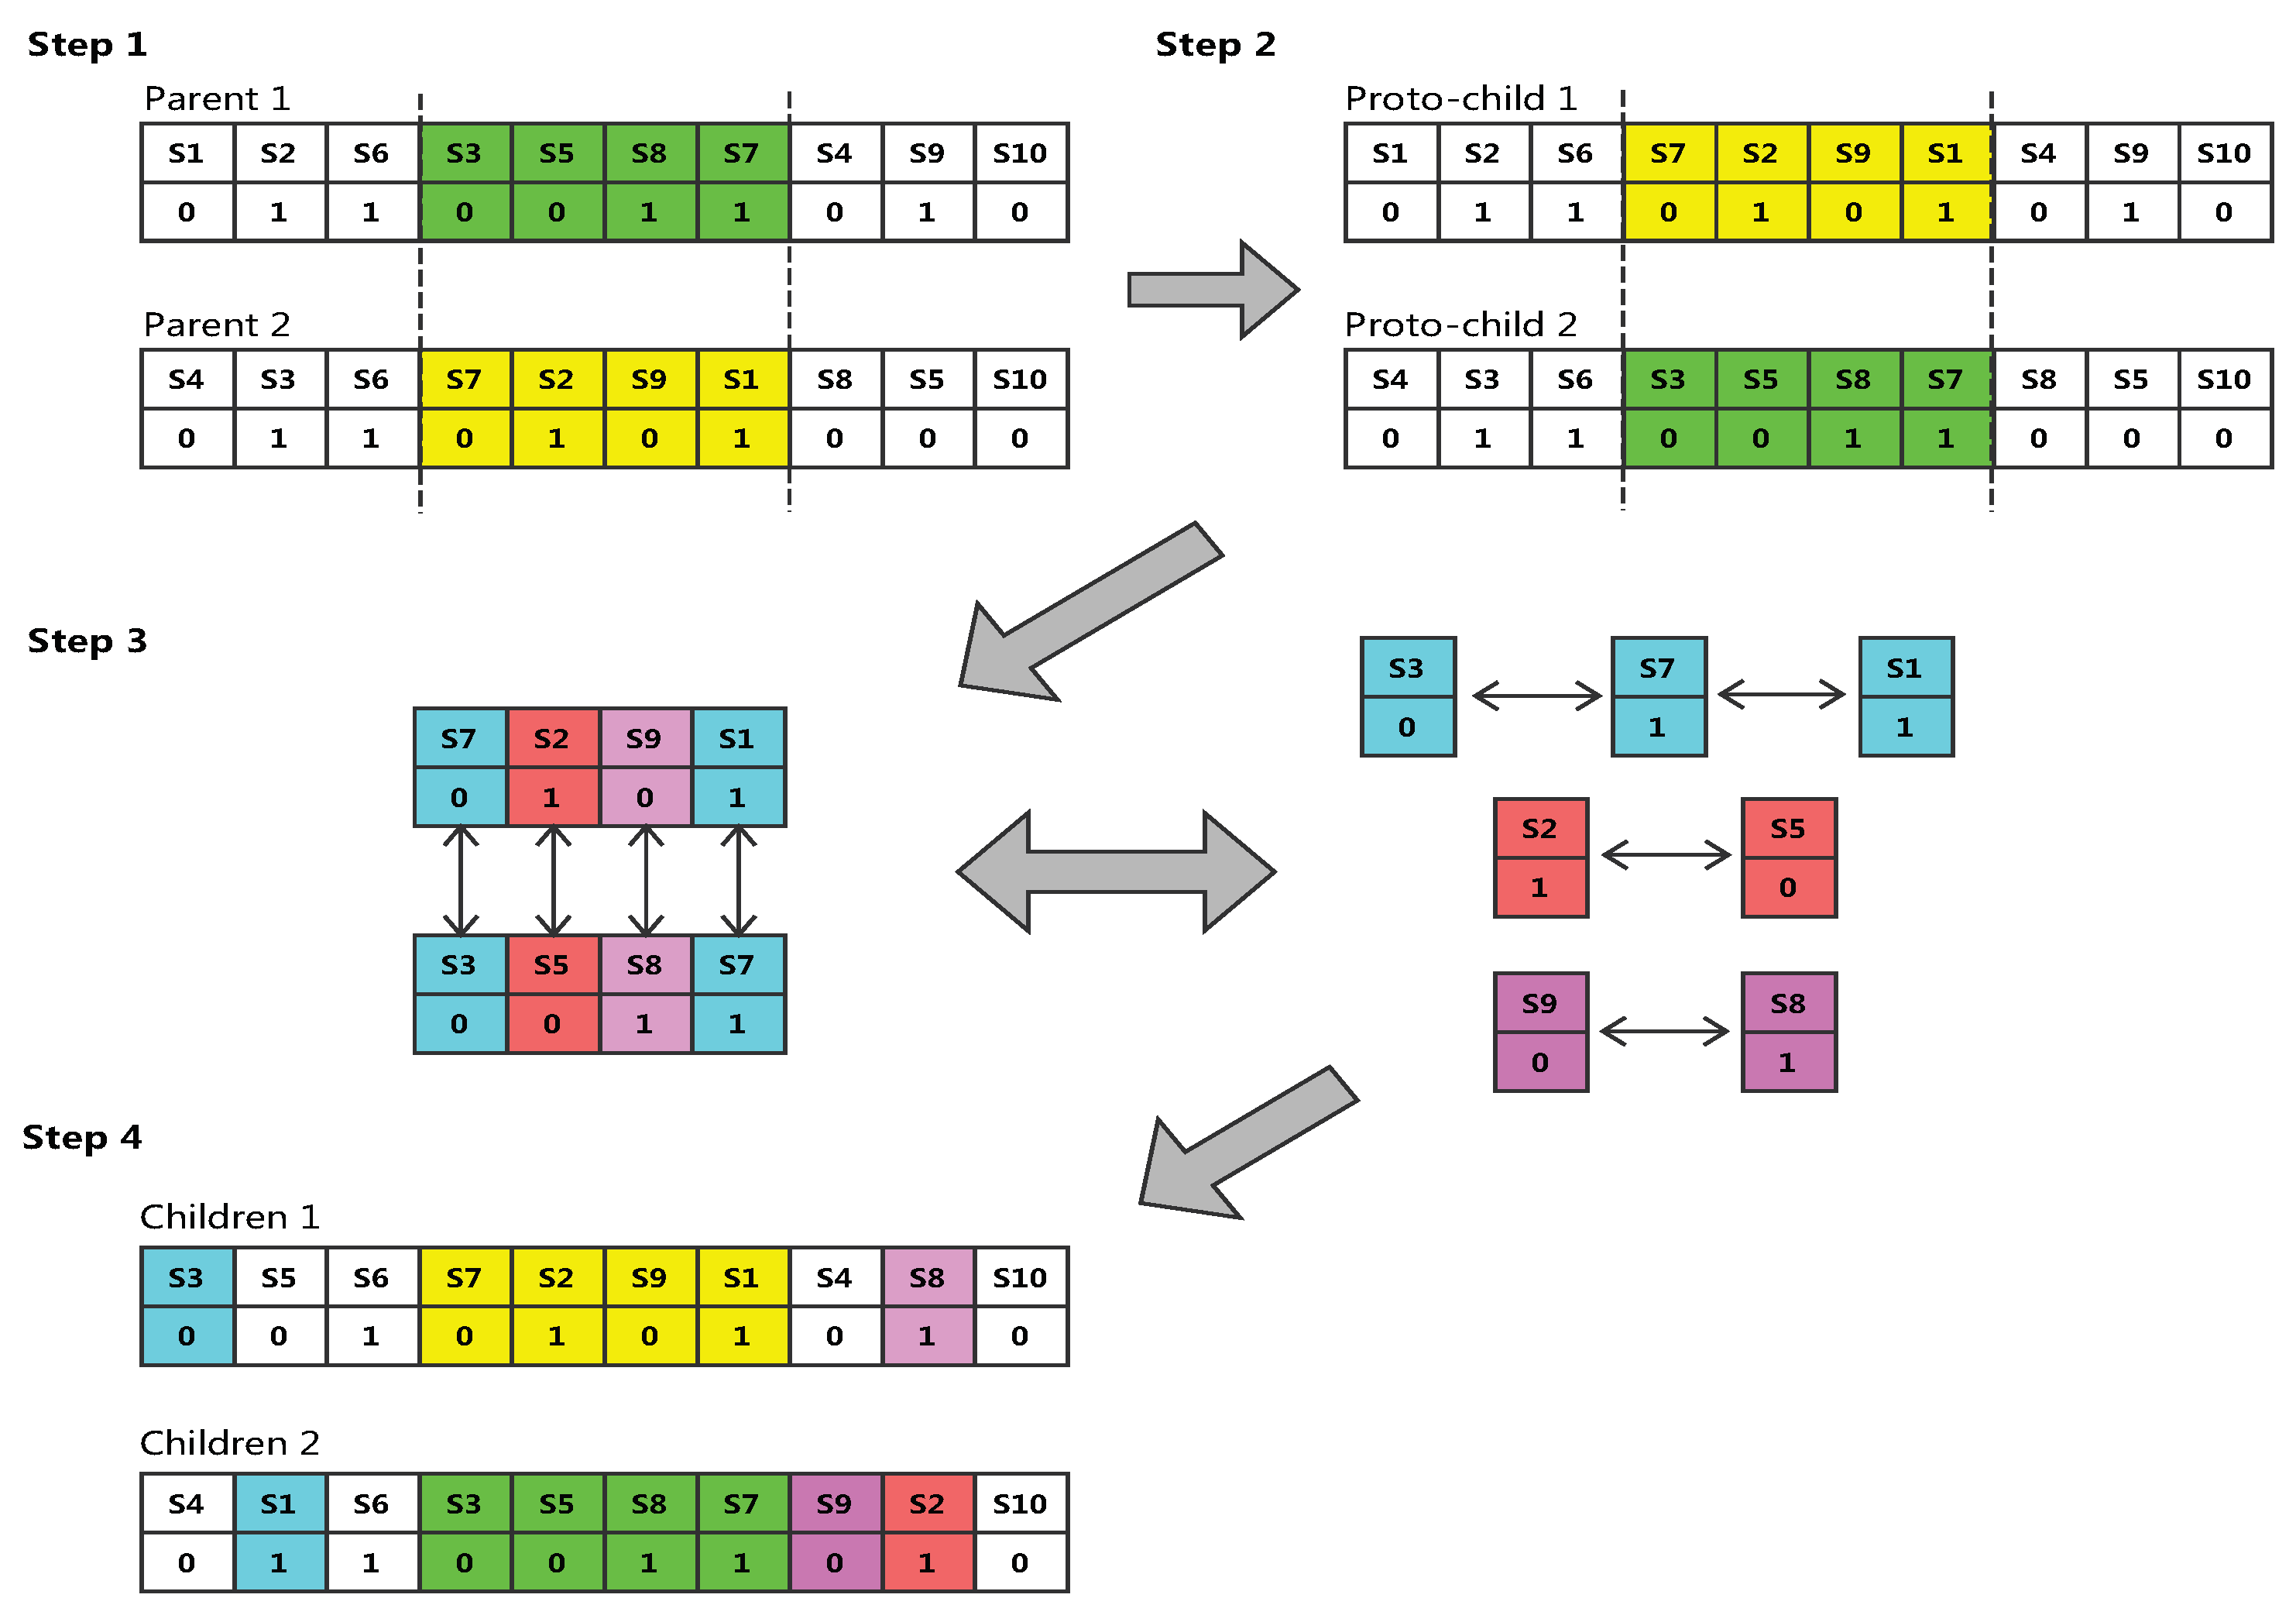 Step 1
Parent 1
S1 S2 S6 S3 S5 S8 S7 S4 S9 S10
0 1 1 0 0 1 1 0 1 0
Parent 2
S4 S3 S6 S7 S2 S9 S1 S8 S5 S10
0 1 1 0 1 0 1 0 0 0
Step 2
Proto-child 1
S1 S2 S6 S7 S2 S9 S1 S4 S9 S10
0 1 1 0 1 0 1 0 1 0
Proto-child 2
S4 S3 S6 S3 S5 S8 S7 S8 S5 S10
0 1 1 0 0 1 1 0 0 0
Step 3
S7 S2 S9 S1
0 1 0 1
S3 S5 S8 S7
0 0 1 1
S3 S7 S1
0 1 1
S2 S5
1 0
S9 S8
0 1
Step 4
Children 1
S3 S5 S6 S7 S2 S9 S1 S4 S8 S10
0 0 1 0 1 0 1 0 1 0
Children 2
S4 S1 S6 S3 S5 S8 S7 S9 S2 S10
0 1 1 0 0 1 1 0 1 0